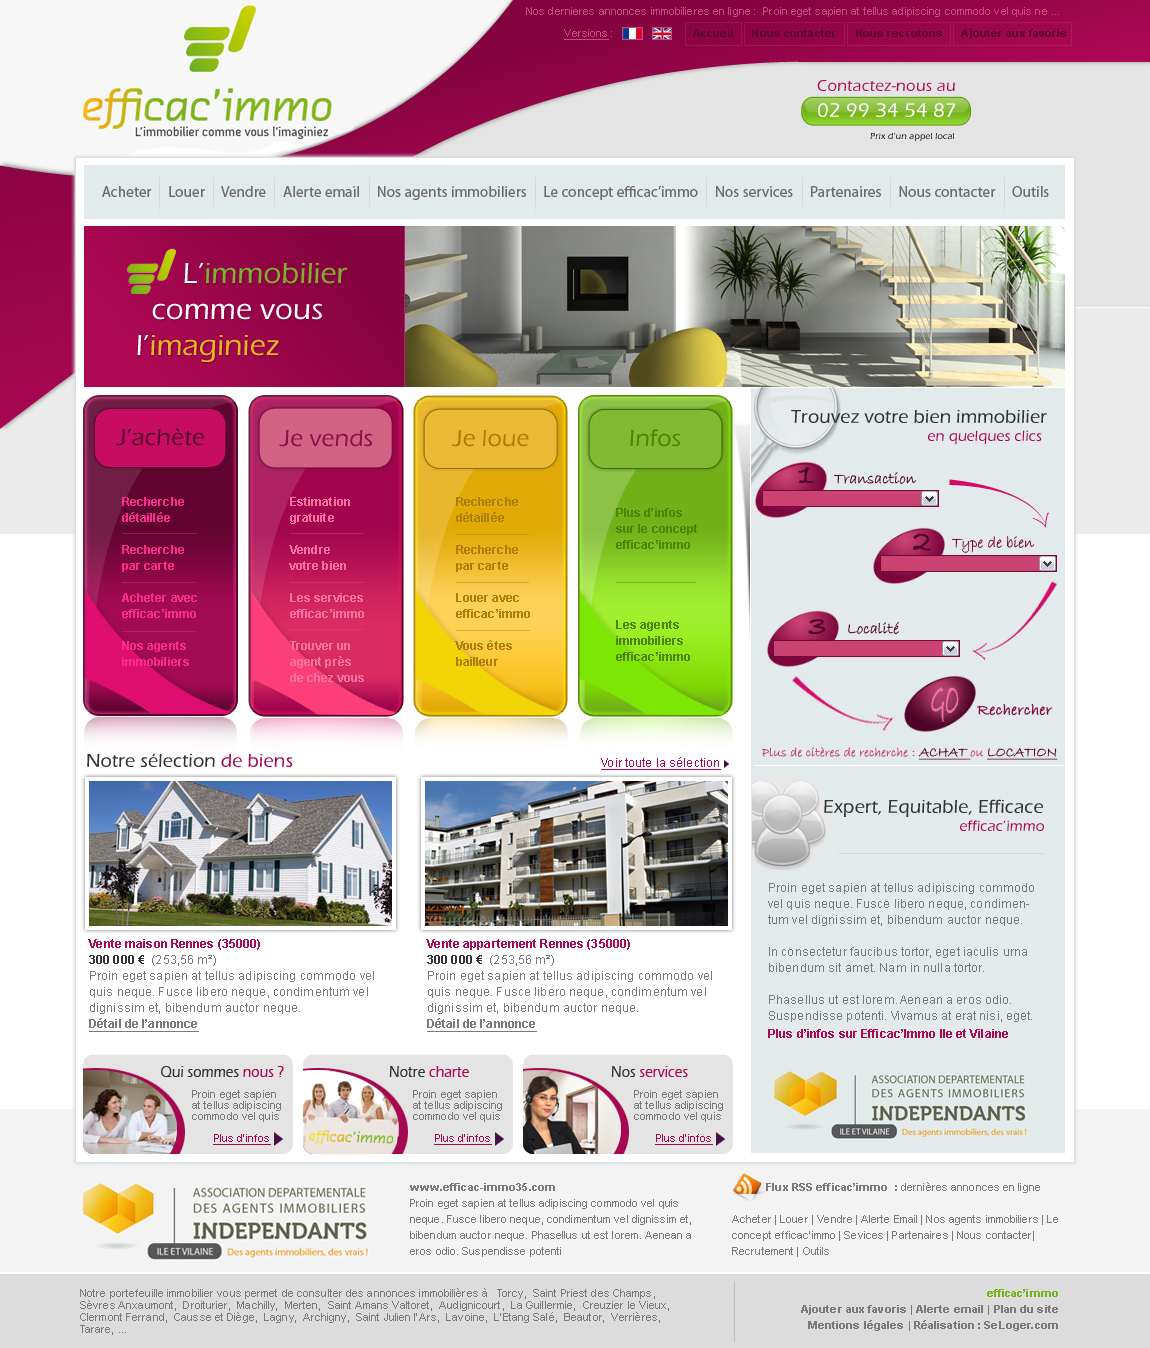 Nos dernieres annonces immobilieres en ligne : Proin eget sapien at tellus adipiscing commodo vel quis ne ...
Versions :
Accueil
Nous contacter
Nous recrutons
Ajouter aux favoris
efficac'immo
L'immobilier comme vous l'imaginiez
Contactez-nous au
02 99 34 54 87
Prix d'un appel local
Acheter
Louer
Vendre
Alerte email
Nos agents immobiliers
Le concept efficac'immo
Nos services
Partenaires
Nous contacter
Outils
L'immobilier
comme vous
l'imaginiez
J'achète
Recherche
détaillée
Recherche
par carte
Acheter avec
efficac'immo
Nos agents
immobiliers
Je vends
Estimation
gratuite
Vendre
votre bien
Les services
efficac'immo
Trouver un
agent près
de chez vous
Je loue
Recherche
détaillée
Recherche
par carte
Louer avec
efficac'immo
Vous êtes
bailleur
Infos
Plus d'infos
sur le concept
efficac'immo
Les agents
immobiliers
efficac'immo
Trouvez votre bien immobilier
en quelques clics
1 Transaction
2 Type de bien
3 Localité
GO Rechercher
Plus de citères de recherche : ACHAT ou LOCATION
Notre sélection de biens
Voir toute la sélection
Vente maison Rennes (35000)
300 000 € (253,56 m²)
Proin eget sapien at tellus adipiscing commodo vel
quis neque. Fusce libero neque, condimentum vel
dignissim et, bibendum auctor neque.
Détail de l'annonce
Vente appartement Rennes (35000)
300 000 € (253,56 m²)
Proin eget sapien at tellus adipiscing commodo vel
quis neque. Fusce libero neque, condimentum vel
dignissim et, bibendum auctor neque.
Détail de l'annonce
Expert, Equitable, Efficace
efficac'immo
Proin eget sapien at tellus adipiscing commodo
vel quis neque. Fusce libero neque, condimen-
tum vel dignissim et, bibendum auctor neque.
In consectetur faucibus tortor, eget iaculis urna
bibendum sit amet. Nam in nulla tortor.
Phasellus ut est lorem. Aenean a eros odio.
Suspendisse potenti. Vivamus at erat nisi, eget.
Plus d'infos sur Efficac'Immo Ile et Vilaine
ASSOCIATION DEPARTEMENTALE
DES AGENTS IMMOBILIERS
INDEPENDANTS
ILE ET VILAINE Des agents immobiliers, des vrais !
Qui sommes nous ?
Proin eget sapien
at tellus adipiscing
commodo vel quis
Plus d'infos
Notre charte
Proin eget sapien
at tellus adipiscing
commodo vel quis
efficac'immo
Plus d'infos
Nos services
Proin eget sapien
at tellus adipiscing
commodo vel quis
Plus d'infos
ASSOCIATION DEPARTEMENTALE
DES AGENTS IMMOBILIERS
INDEPENDANTS
ILE ET VILAINE Des agents immobiliers, des vrais !
www.efficac-immo35.com
Proin eget sapien at tellus adipiscing commodo vel quis
neque. Fusce libero neque, condimentum vel dignissim et,
bibendum auctor neque. Phasellus ut est lorem. Aenean a
eros odio. Suspendisse potenti
Flux RSS efficac'immo : dernières annonces en ligne
Acheter | Louer | Vendre | Alerte Email | Nos agents immobiliers | Le
concept efficac'immo | Sevices | Partenaires | Nous contacter|
Recrutement | Outils
Notre portefeuille immobilier vous permet de consulter des annonces immobilières à Torcy, Saint Priest des Champs,
Sèvres Anxaumont, Droiturier, Machilly, Merten, Saint Amans Valtoret, Audignicourt, La Guillermie, Creuzier le Vieux,
Clermont Ferrand, Causse et Diège, Lagny, Archigny, Saint Julien l'Ars, Lavoine, L'Etang Salé, Beautor, Verrières,
Tarare, ...
efficac'immo
Ajouter aux favoris | Alerte email | Plan du site
Mentions légales | Réalisation : SeLoger.com